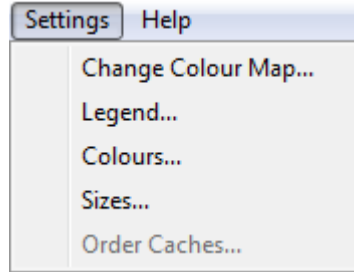 Settings Help
Change Colour Map...
Legend...
Colours...
Sizes...
Order Caches...